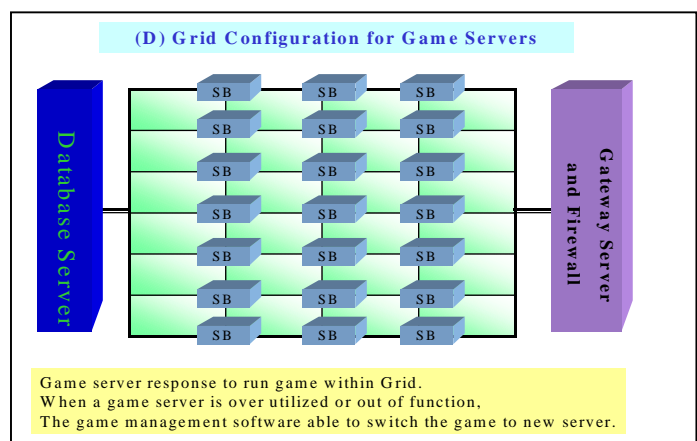 (D) Grid Configuration for Game Servers
SB SB SB
SB SB SB
SB SB SB
SB SB SB
SB SB SB
SB SB SB
SB SB SB
Database Server
Gateway Server
and Firewall
Game server response to run game within Grid.
When a game server is over utilized or out of function,
The game management software able to switch the game to new server.